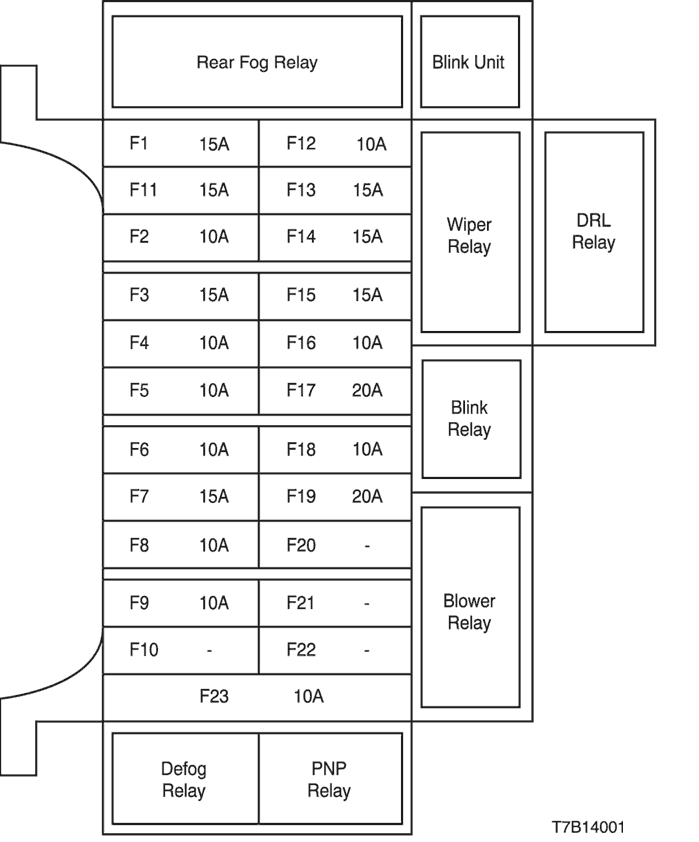 Rear Fog Relay
Blink Unit
F1 15A F12 10A
F11 15A F13 15A
F2 10A F14 15A
Wiper
Relay
DRL
Relay
F3 15A F15 15A
F4 10A F16 10A
F5 10A F17 20A
Blink
Relay
F6 10A F18 10A
F7 15A F19 20A
F8 10A F20 -
F9 10A F21 -
F10 - F22 -
Blower
Relay
F23 10A
Defog
Relay
PNP
Relay
T7B14001